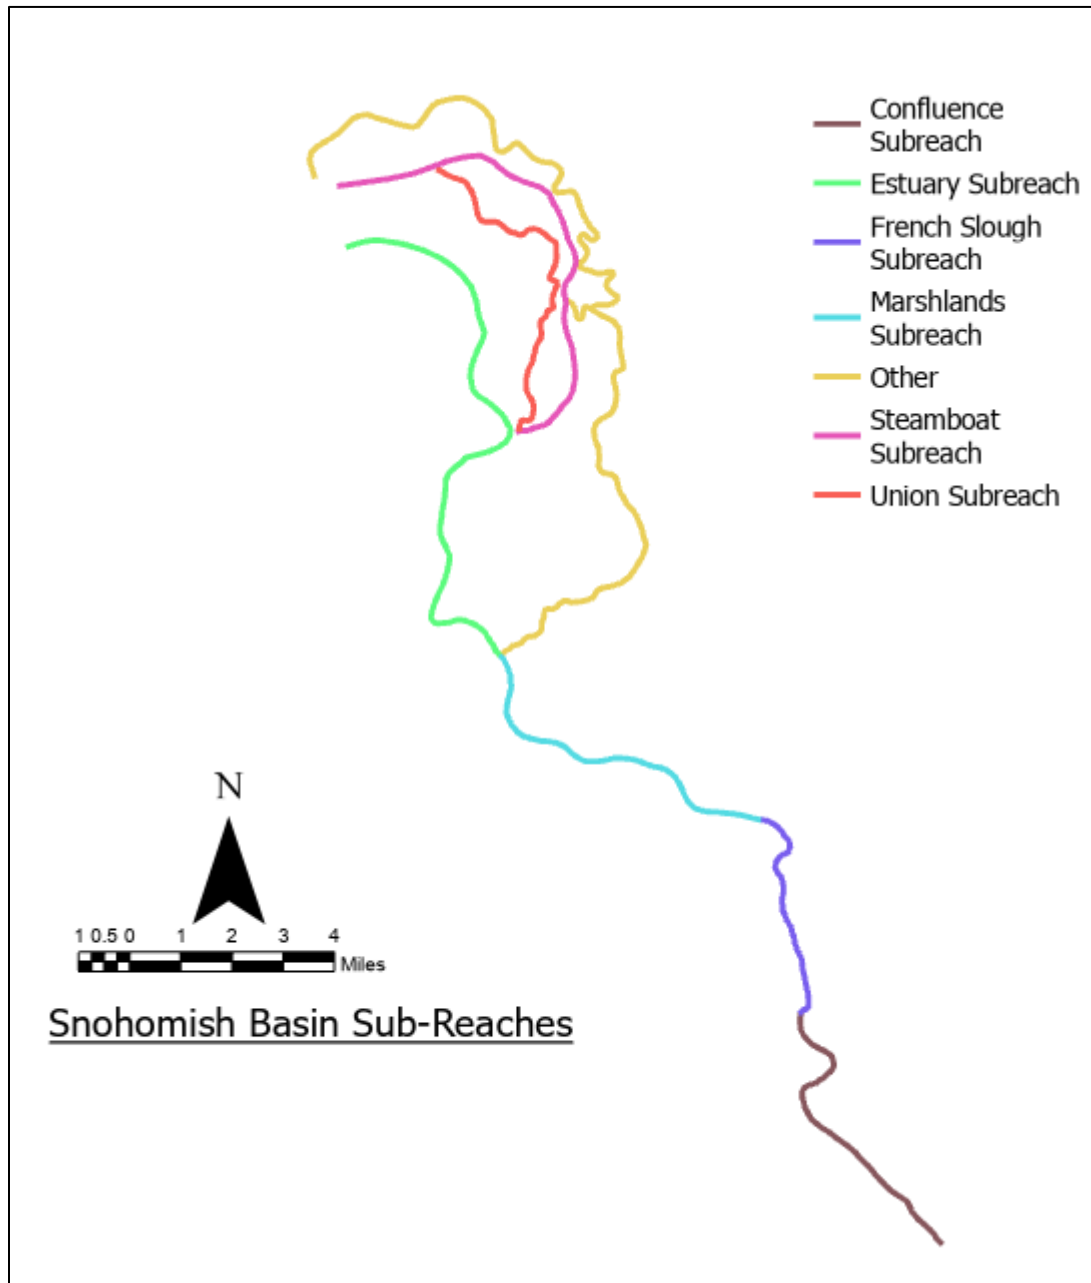 Confluence
Subreach
Estuary Subreach
French Slough
Subreach
Marshlands
Subreach
Other
Steamboat
Subreach
Union Subreach
N
1 0.5 0 1 2 3 4
Miles
Snohomish Basin Sub-Reaches